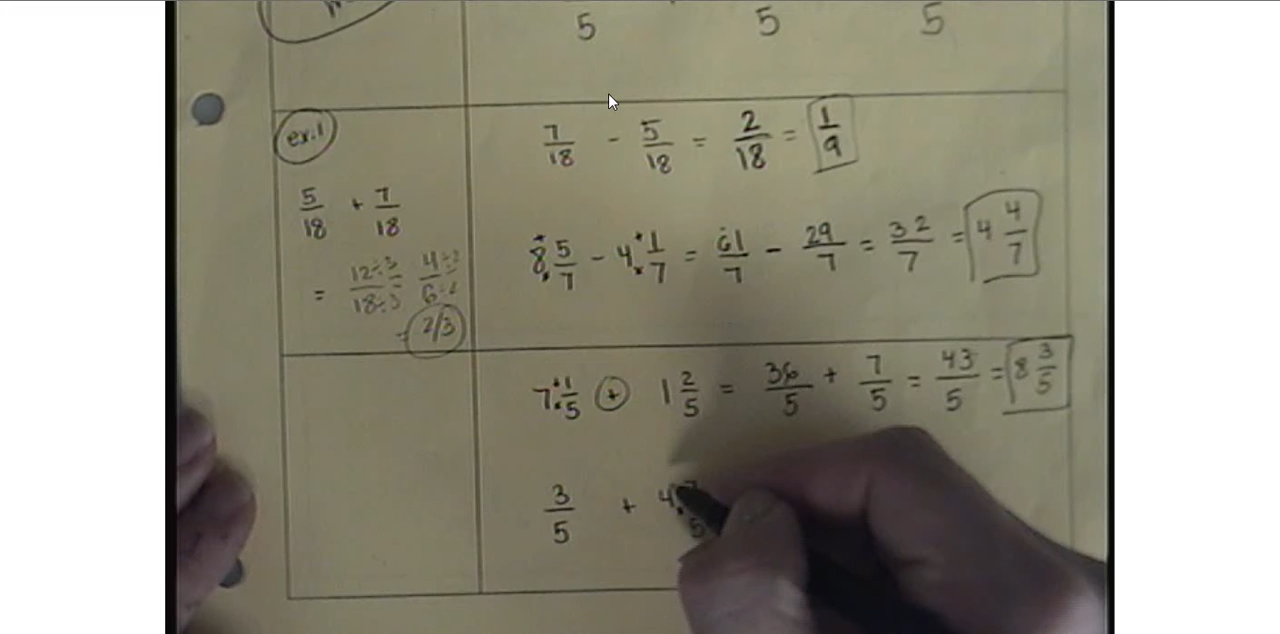 5 5 5
ex.1
5/18 + 7/18
= 12÷3/18÷3 = 4÷2/6÷2
= 2/3
7/18 - 5/18 = 2/18 = 1/9
8 5/7 - 4 1/7 = 61/7 - 29/7 = 32/7 = 4 4/7
7 1/5 + 1 2/5 = 36/5 + 7/5 = 43/5 = 8 3/5
3/5 + 4
5